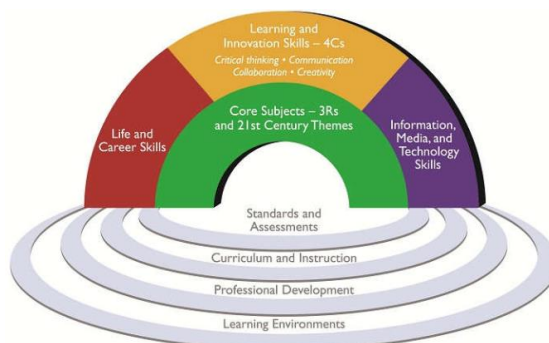 Learning and
Innovation Skills – 4Cs
Critical thinking • Communication
Collaboration • Creativity
Core Subjects – 3Rs
and 21st Century Themes
Life and
Career Skills
Information,
Media, and
Technology
Skills
Standards and
Assessments
Curriculum and Instruction
Professional Development
Learning Environments